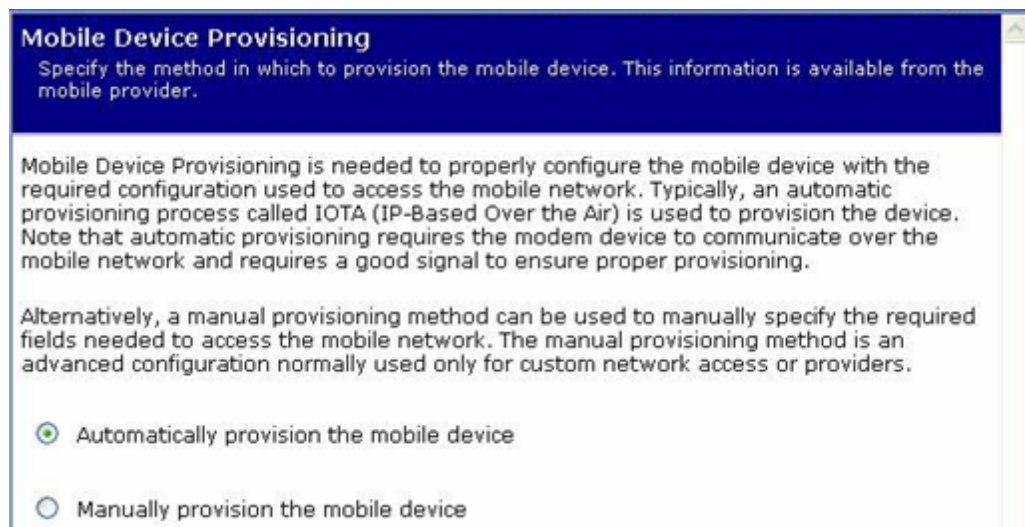 Mobile Device Provisioning
Specify the method in which to provision the mobile device. This information is available from the
mobile provider.
Mobile Device Provisioning is needed to properly configure the mobile device with the
required configuration used to access the mobile network. Typically, an automatic
provisioning process called IOTA (IP-Based Over the Air) is used to provision the device.
Note that automatic provisioning requires the modem device to communicate over the
mobile network and requires a good signal to ensure proper provisioning.
Alternatively, a manual provisioning method can be used to manually specify the required
fields needed to access the mobile network. The manual provisioning method is an
advanced configuration normally used only for custom network access or providers.
Automatically provision the mobile device
Manually provision the mobile device